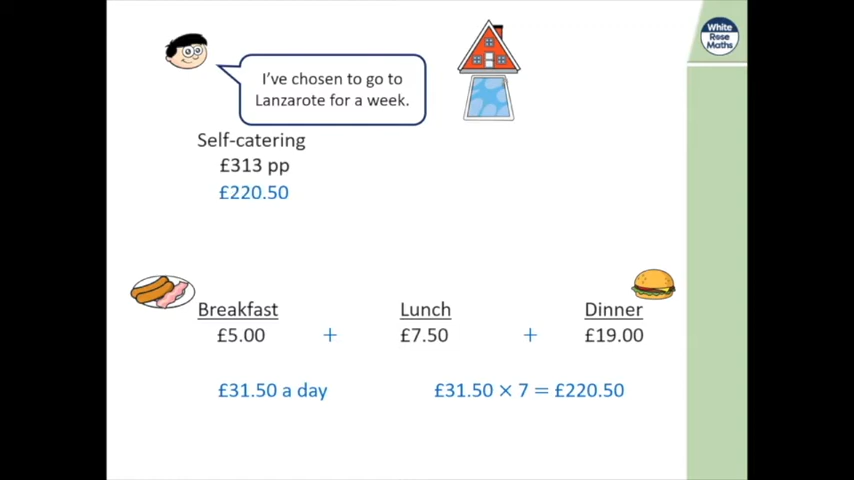 White
Rose
Maths
I've chosen to go to
Lanzarote for a week.
Self-catering
£313 pp
£220.50
Breakfast Lunch Dinner
£5.00 + £7.50 + £19.00
£31.50 a day £31.50 × 7 = £220.50